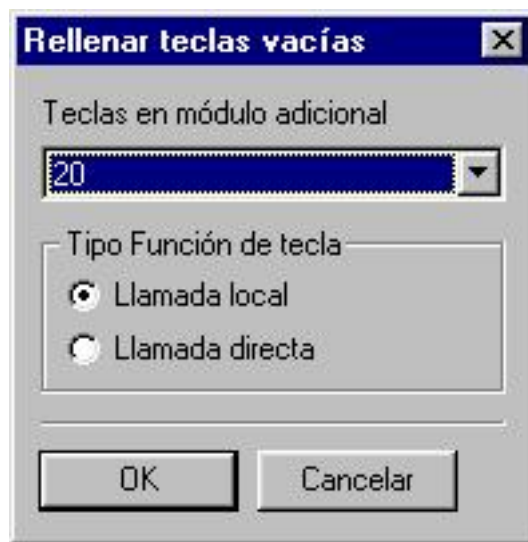 Rellenar teclas vacías
Teclas en módulo adicional
20
Tipo Función de tecla
Llamada local
Llamada directa
OK Cancelar